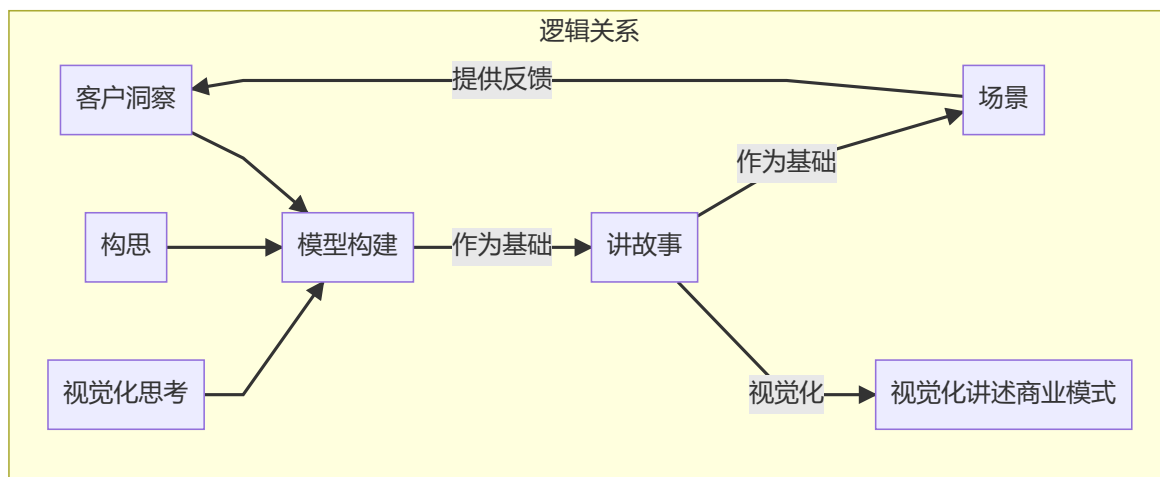 逻辑关系
客户洞察
提供反馈
场景
作为基础
构思
模型构建
作为基础
讲故事
视觉化思考
视觉化
视觉化讲述商业模式